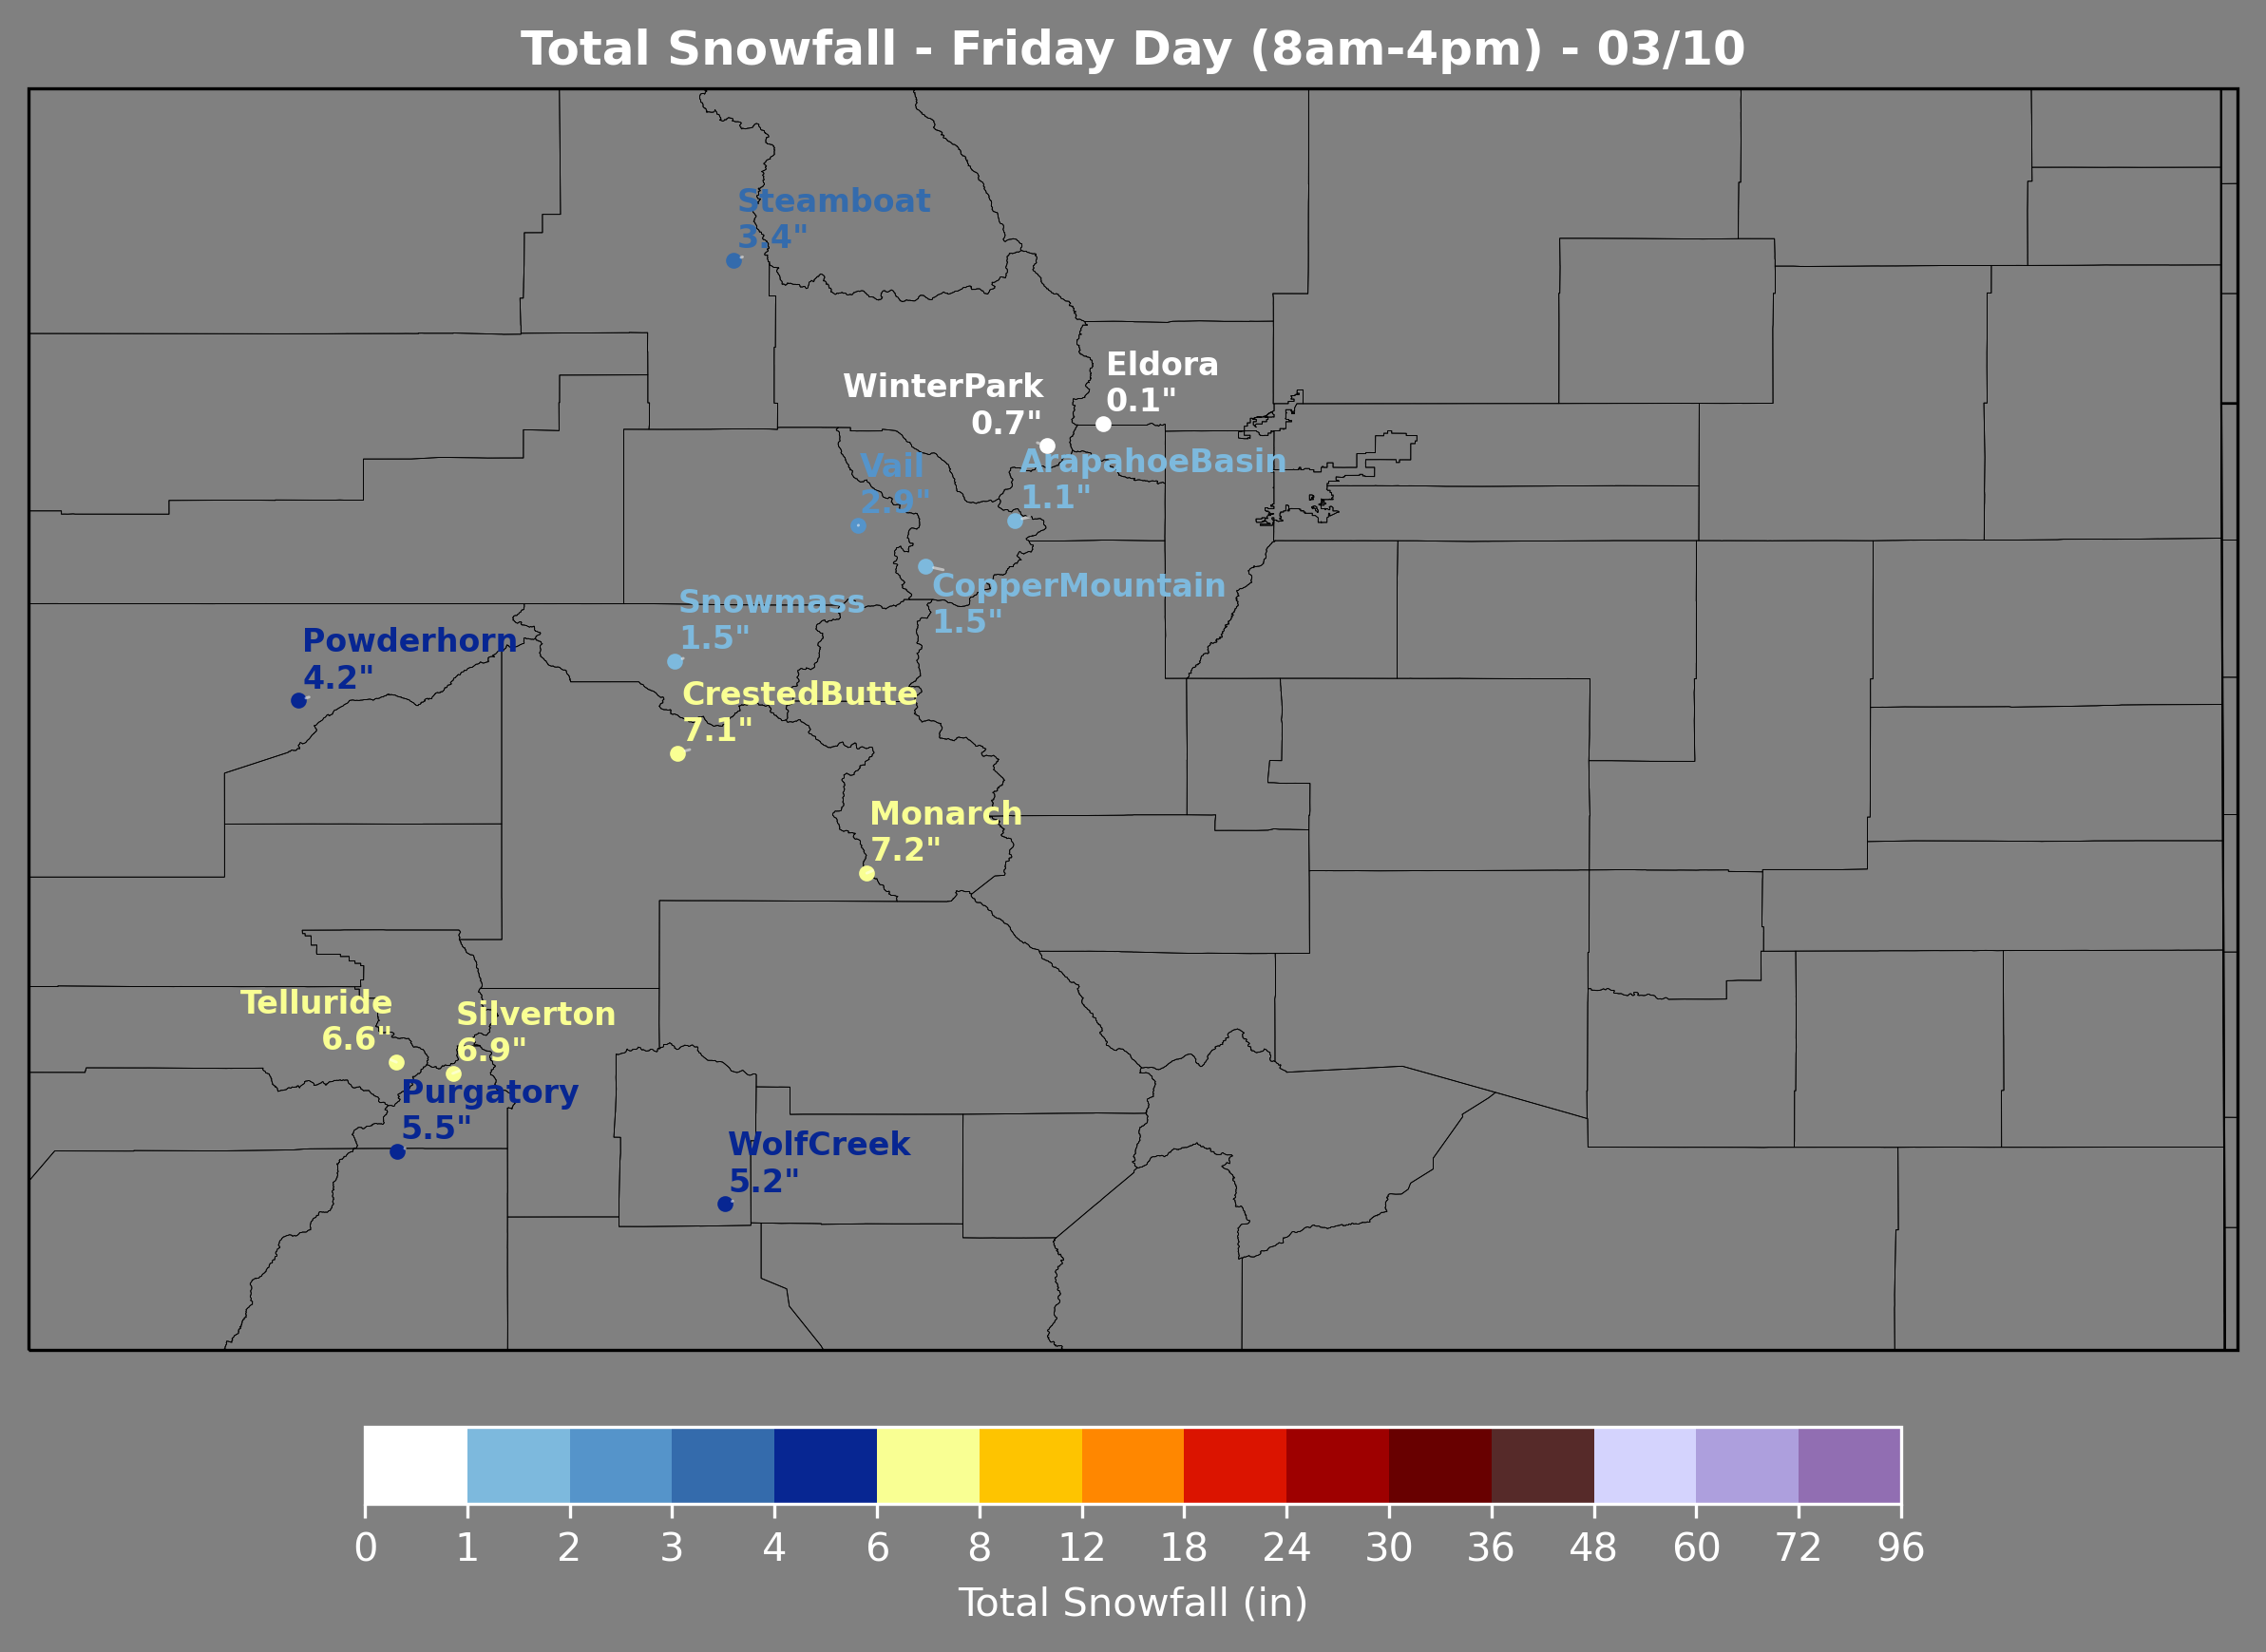 Total Snowfall - Friday Day (8am-4pm) - 03/10
Steamboat
3.4"
Eldora
0.1"
WinterPark
0.7"
Vail
2.9"
ArapahoeBasin
1.1"
CopperMountain
1.5"
Snowmass
1.5"
Powderhorn
4.2"
CrestedButte
7.1"
Monarch
7.2"
Telluride
6.6"
Silverton
6.9"
Purgatory
5.5"
WolfCreek
5.2"
0 1 2 3 4 6 8 12 18 24 30 36 48 60 72 96
Total Snowfall (in)